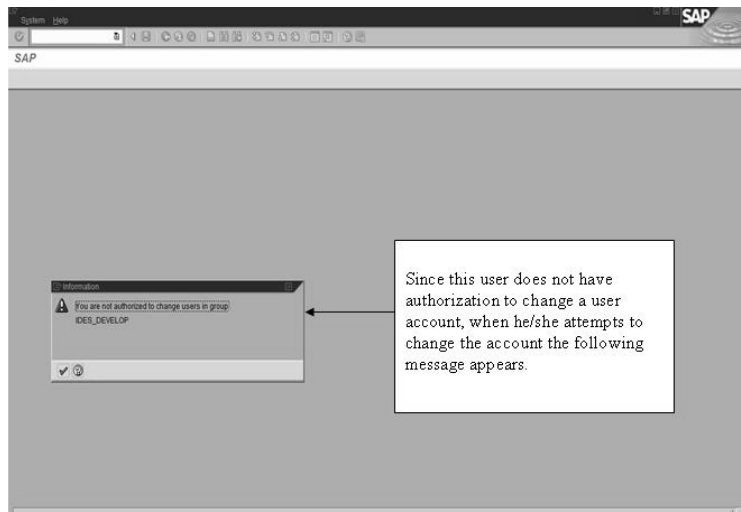 System Help
SAP
SAP
Information
You are not authorized to change users in group
IDES_DEVELOP
Since this user does not have
authorization to change a user
account, when he/she attempts to
change the account the following
message appears.